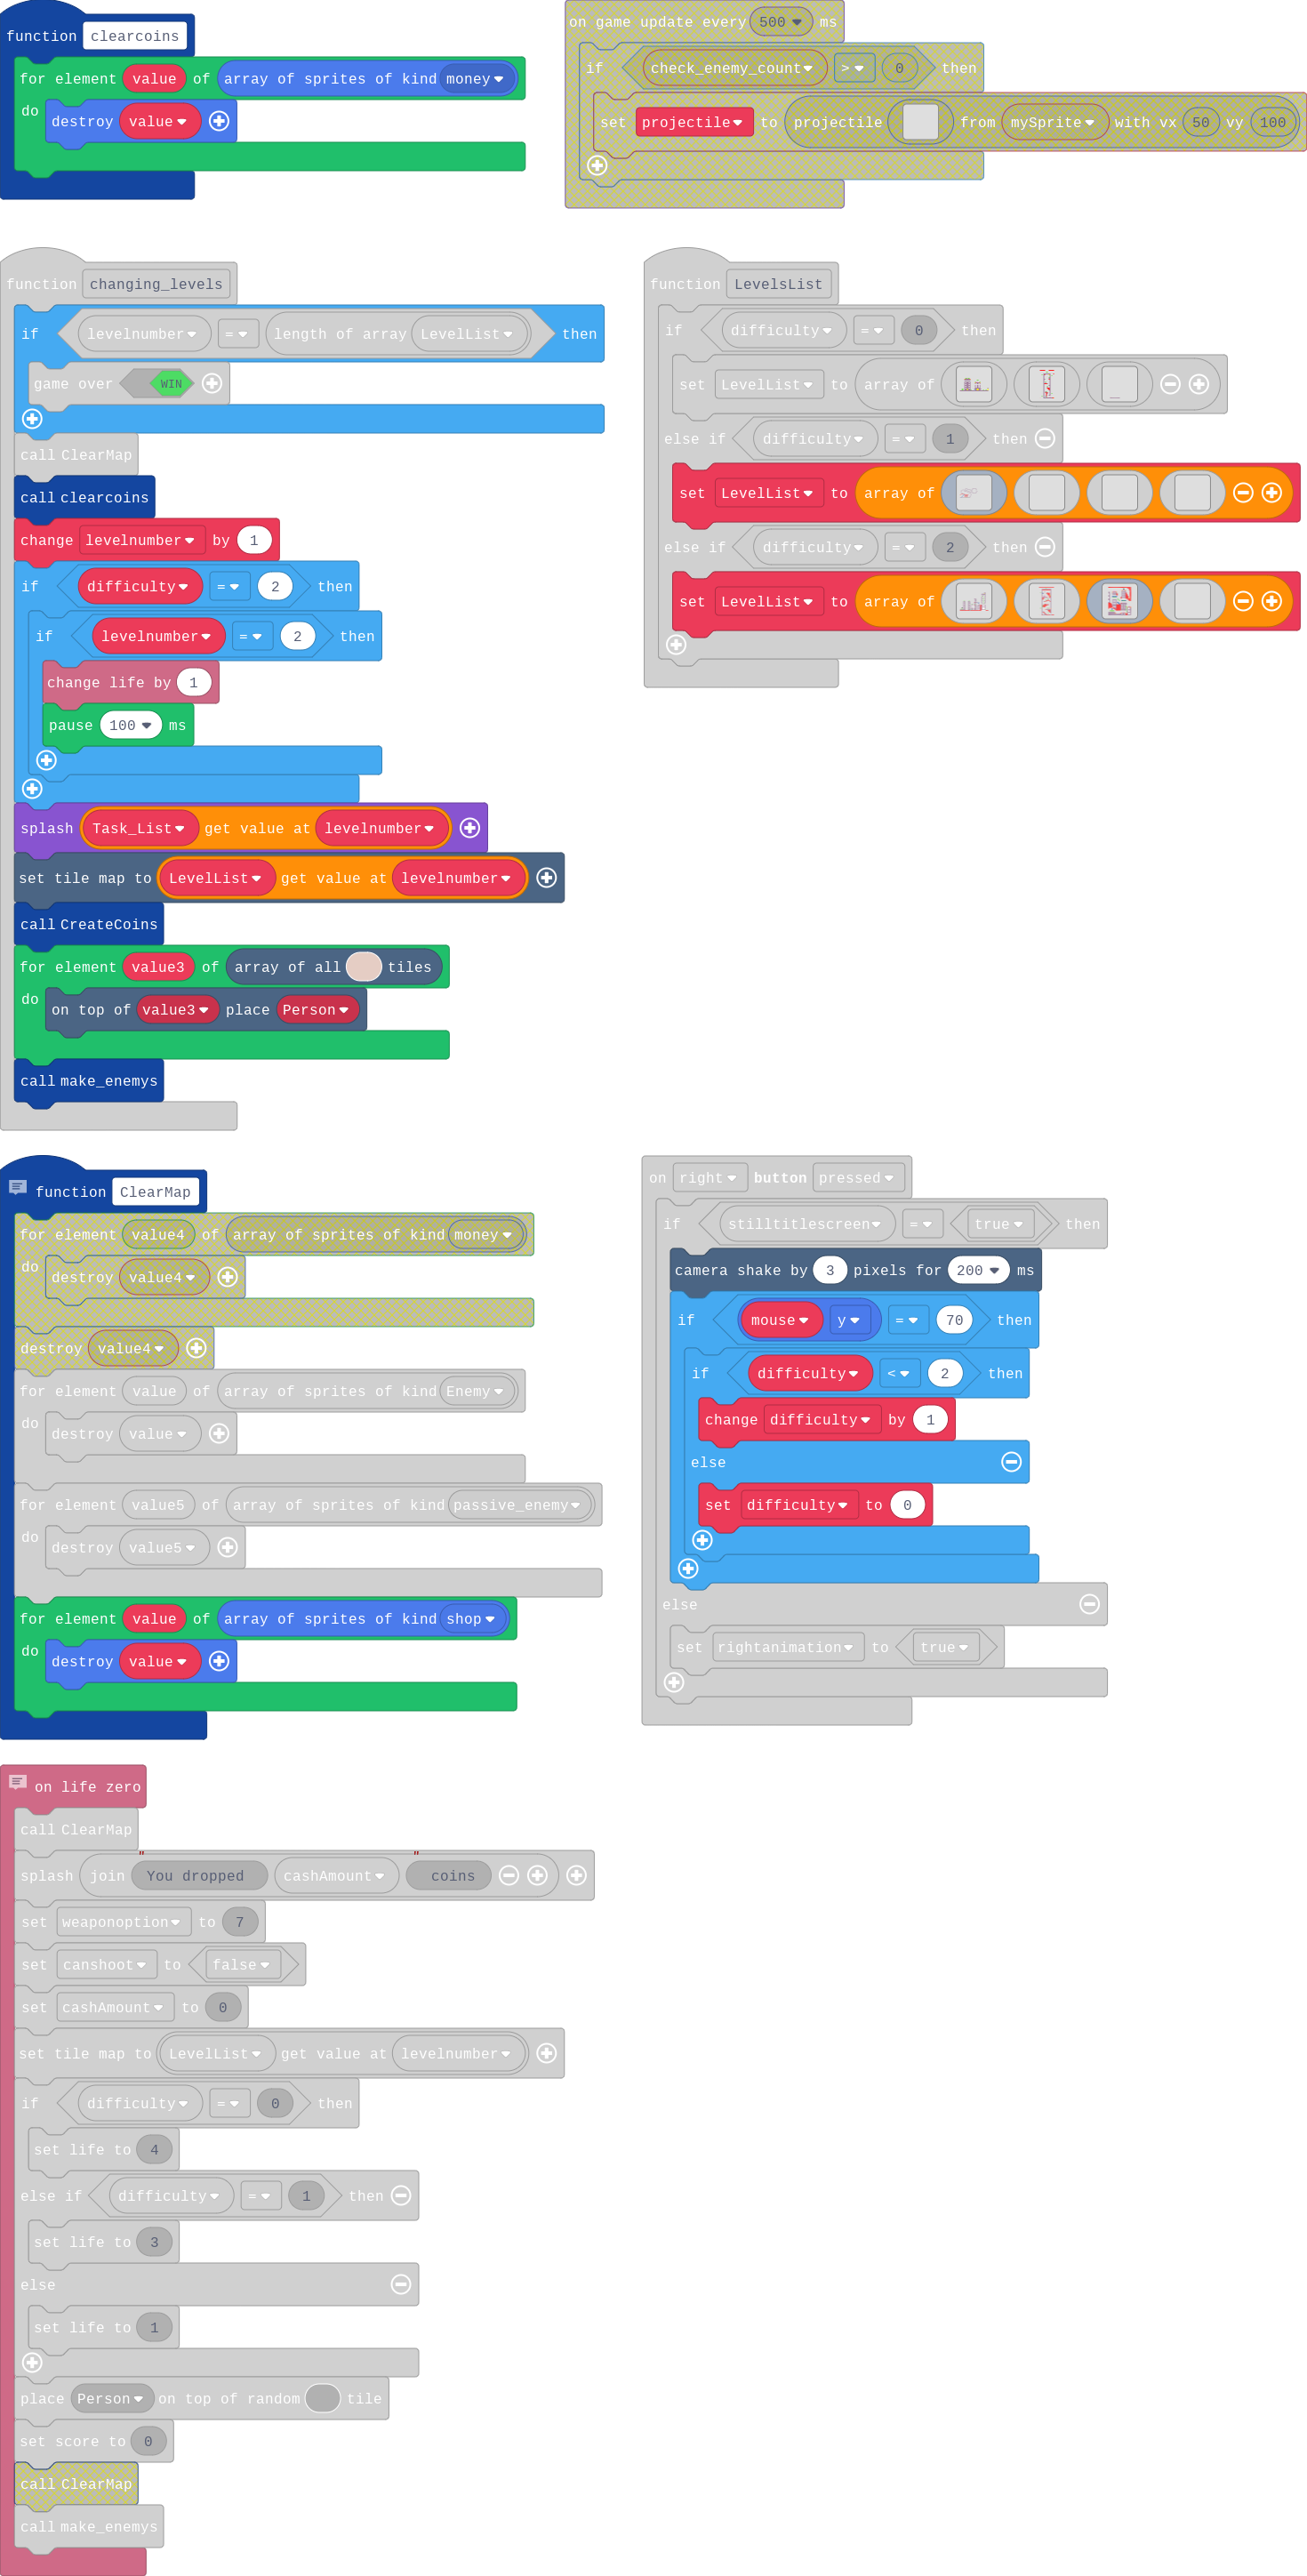 function clearcoins
for element value of array of sprites of kind money
do destroy value
on game update every 500 ms
if check_enemy_count > 0 then
set projectile to projectile from mySprite with vx 50 vy 100
function changing_levels
if levelnumber = length of array LevelList then
game over WIN
call ClearMap
call clearcoins
change levelnumber by 1
if difficulty = 2 then
if levelnumber = 2 then
change life by 1
pause 100 ms
splash Task_List get value at levelnumber
set tile map to LevelList get value at levelnumber
call CreateCoins
for element value3 of array of all tiles
do on top of value3 place Person
call make_enemys
function LevelsList
if difficulty = 0 then
set LevelList to array of
else if difficulty = 1 then
set LevelList to array of
else if difficulty = 2 then
set LevelList to array of
function ClearMap
for element value4 of array of sprites of kind money
do destroy value4
destroy value4
for element value of array of sprites of kind Enemy
do destroy value
for element value5 of array of sprites of kind passive_enemy
do destroy value5
for element value of array of sprites of kind shop
do destroy value
on right button pressed
if stilltitlescreen = true then
camera shake by 3 pixels for 200 ms
if mouse y = 70 then
if difficulty < 2 then
change difficulty by 1
else
set difficulty to 0
else
set rightanimation to true
on life zero
call ClearMap
splash join "You dropped cashAmount " coins
set weaponoption to 7
set canshoot to false
set cashAmount to 0
set tile map to LevelList get value at levelnumber
if difficulty = 0 then
set life to 4
else if difficulty = 1 then
set life to 3
else
set life to 1
place Person on top of random tile
set score to 0
call ClearMap
call make_enemys